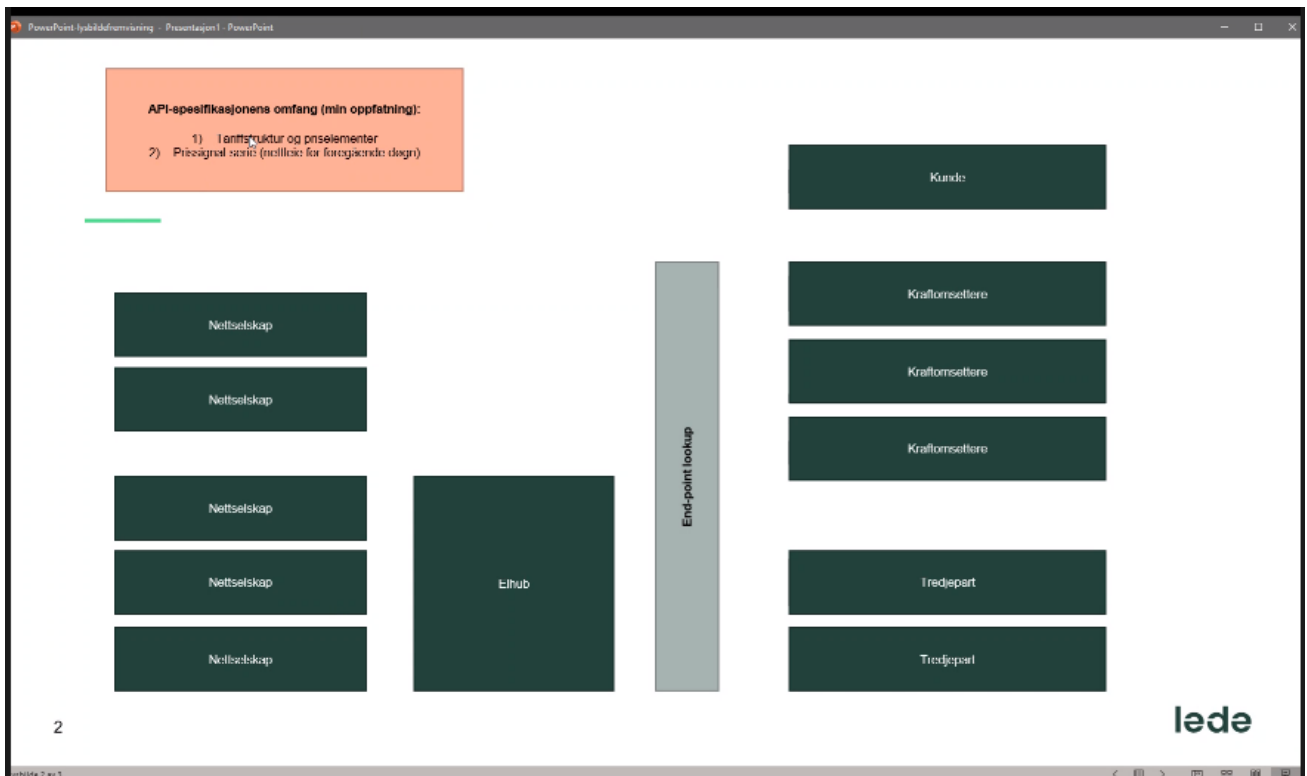 PowerPoint-lysbildefremvisning - Presentasjon1 - PowerPoint
API-spesifikasjonens omfang (min oppfatning):
1) Tariffstruktur og priselementer
2) Prissignal serie (nettleie for foregående døgn)
Kunde
Kraftomsettere
Nettselskap
Kraftomsettere
Nettselskap
Kraftomsettere
End-point lookup
Nettselskap
Nettselskap
Elhub
Tredjepart
Nettselskap
Tredjepart
lede
2